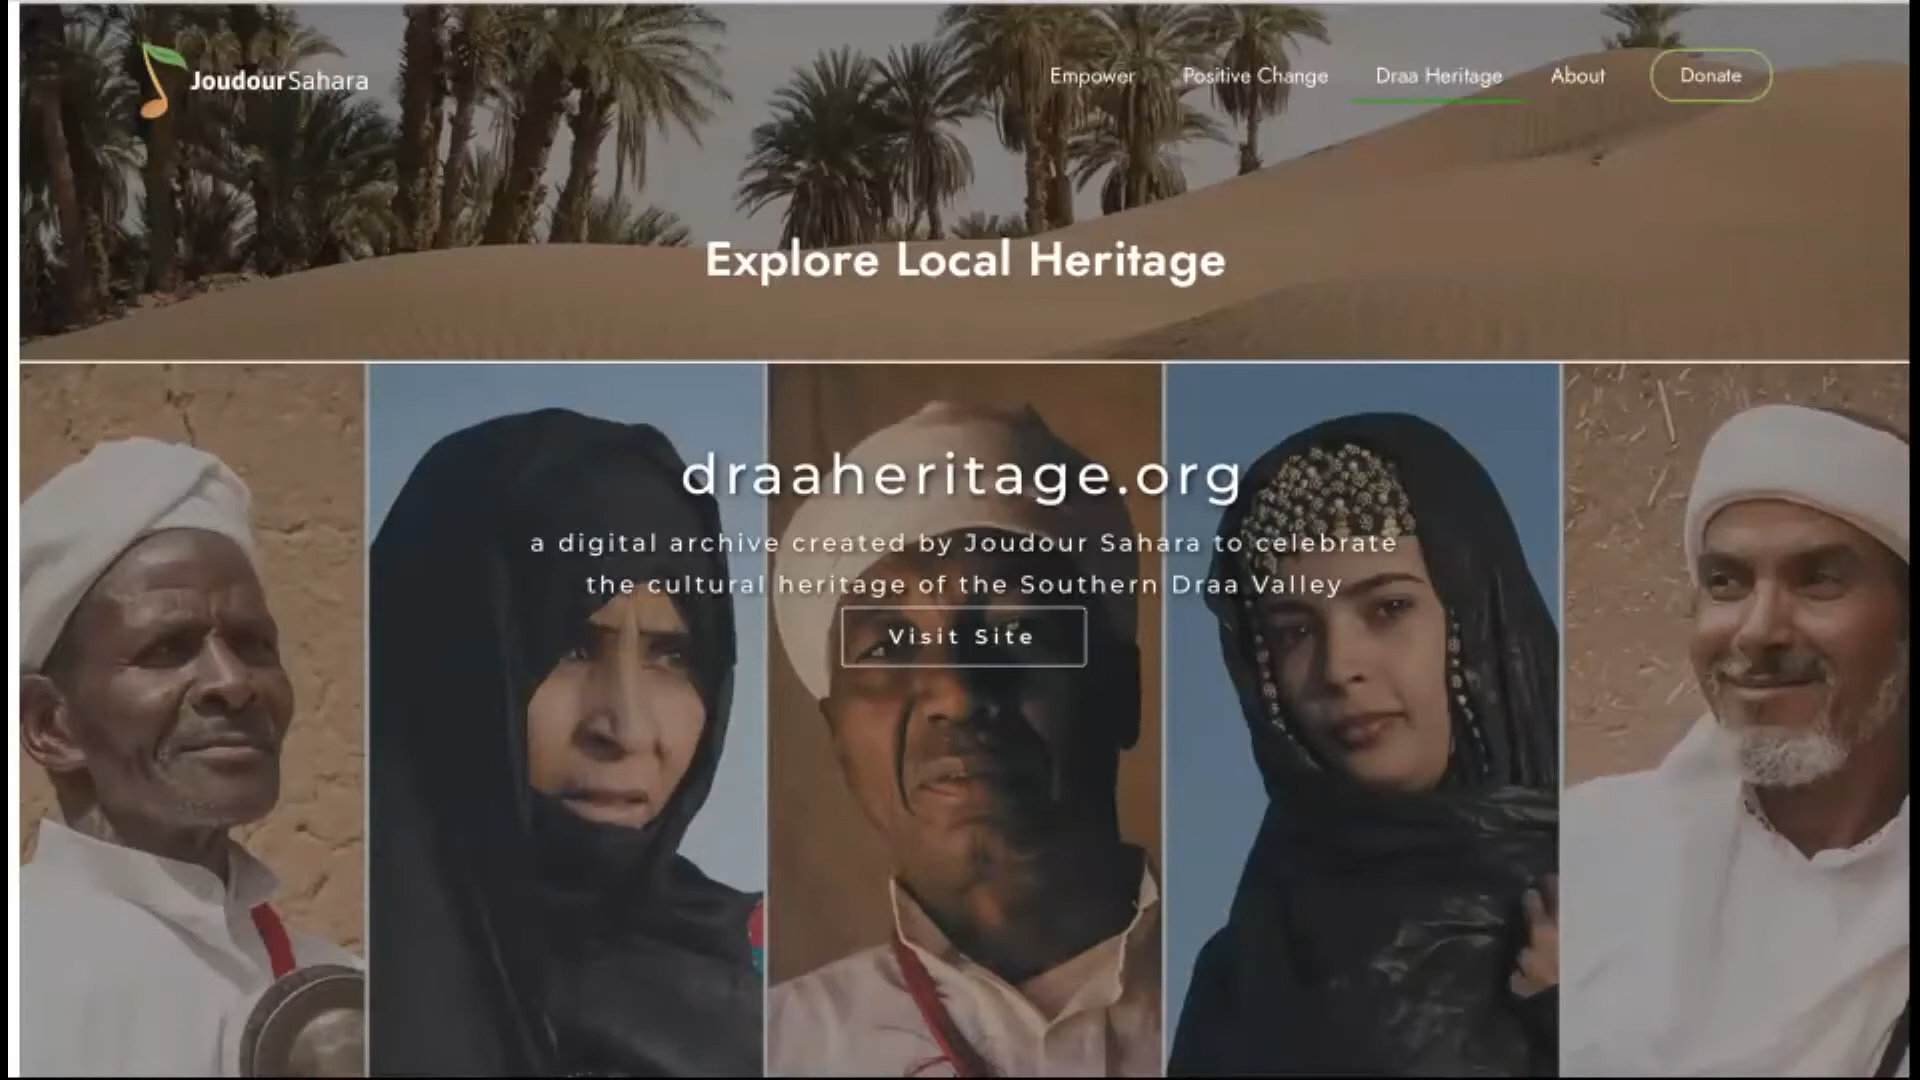 JoudourSahara
Empower
Positive Change
Draa Heritage
About
Donate
Explore Local Heritage
draaheritage.org
a digital archive created by Joudour Sahara to celebrate
the cultural heritage of the Southern Draa Valley
Visit Site